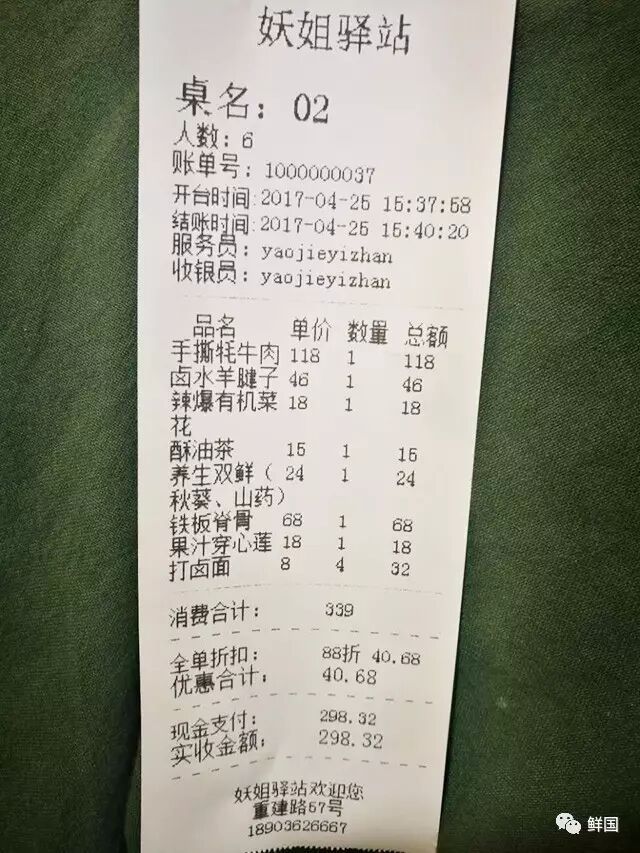 妖姐驿站
桌名：02
人数：6
账单号：1000000037
开台时间:2017-04-25 15:37:58
结账时间:2017-04-25 15:40:20
服务员：yaojieyizhan
收银员：yaojieyizhan
品名 单价 数量 总额
手撕牦牛肉 118 1 118
卤水羊腱子 46 1 46
辣爆有机菜 18 1 18
花
酥油茶 15 1 15
养生双鲜（ 24 1 24
秋葵、山药）
铁板脊骨 68 1 68
果汁穿心莲 18 1 18
打卤面 8 4 32
消费合计： 339
全单折扣： 88折 40.68
优惠合计： 40.68
现金支付： 298.32
实收金额： 298.32
妖姐驿站欢迎您
重建路57号
18903626667
鲜国